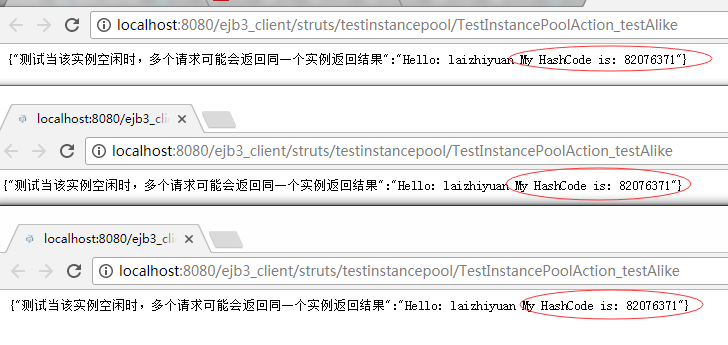 localhost:8080/ejb3_client/struts/testinstancepool/TestInstancePoolAction_testAlike
{"测试当该实例空闲时，多个请求可能会返回同一个实例返回结果":"Hello: laizhiyuan My HashCode is: 82076371"}
localhost:8080/ejb3_cli
localhost:8080/ejb3_client/struts/testinstancepool/TestInstancePoolAction_testAlike
{"测试当该实例空闲时，多个请求可能会返回同一个实例返回结果":"Hello: laizhiyuan My HashCode is: 82076371"}
localhost:8080/ejb3_cli
localhost:8080/ejb3_client/struts/testinstancepool/TestInstancePoolAction_testAlike
{"测试当该实例空闲时，多个请求可能会返回同一个实例返回结果":"Hello: laizhiyuan My HashCode is: 82076371"}